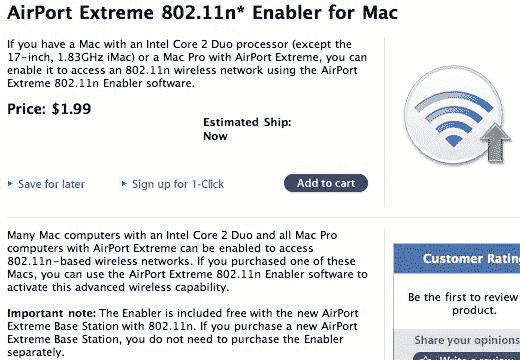 AirPort Extreme 802.11n* Enabler for Mac
If you have a Mac with an Intel Core 2 Duo processor (except the
17-inch, 1.83GHz iMac) or a Mac Pro with AirPort Extreme, you can
enable it to access an 802.11n wireless network using the AirPort
Extreme 802.11n Enabler software.
Price: $1.99
Estimated Ship:
Now
Save for later
Sign up for 1-Click
Add to cart
Many Mac computers with an Intel Core 2 Duo and all Mac Pro
computers with AirPort Extreme can be enabled to access
802.11n-based wireless networks. If you purchased one of these
Macs, you can use the AirPort Extreme 802.11n Enabler software to
activate this advanced wireless capability.
Important note: The Enabler is included free with the new AirPort
Extreme Base Station with 802.11n. If you purchase a new AirPort
Extreme Base Station, you do not need to purchase the Enabler
separately.
Customer Rating
Be the first to review
product.
Share your opinions
Write a review